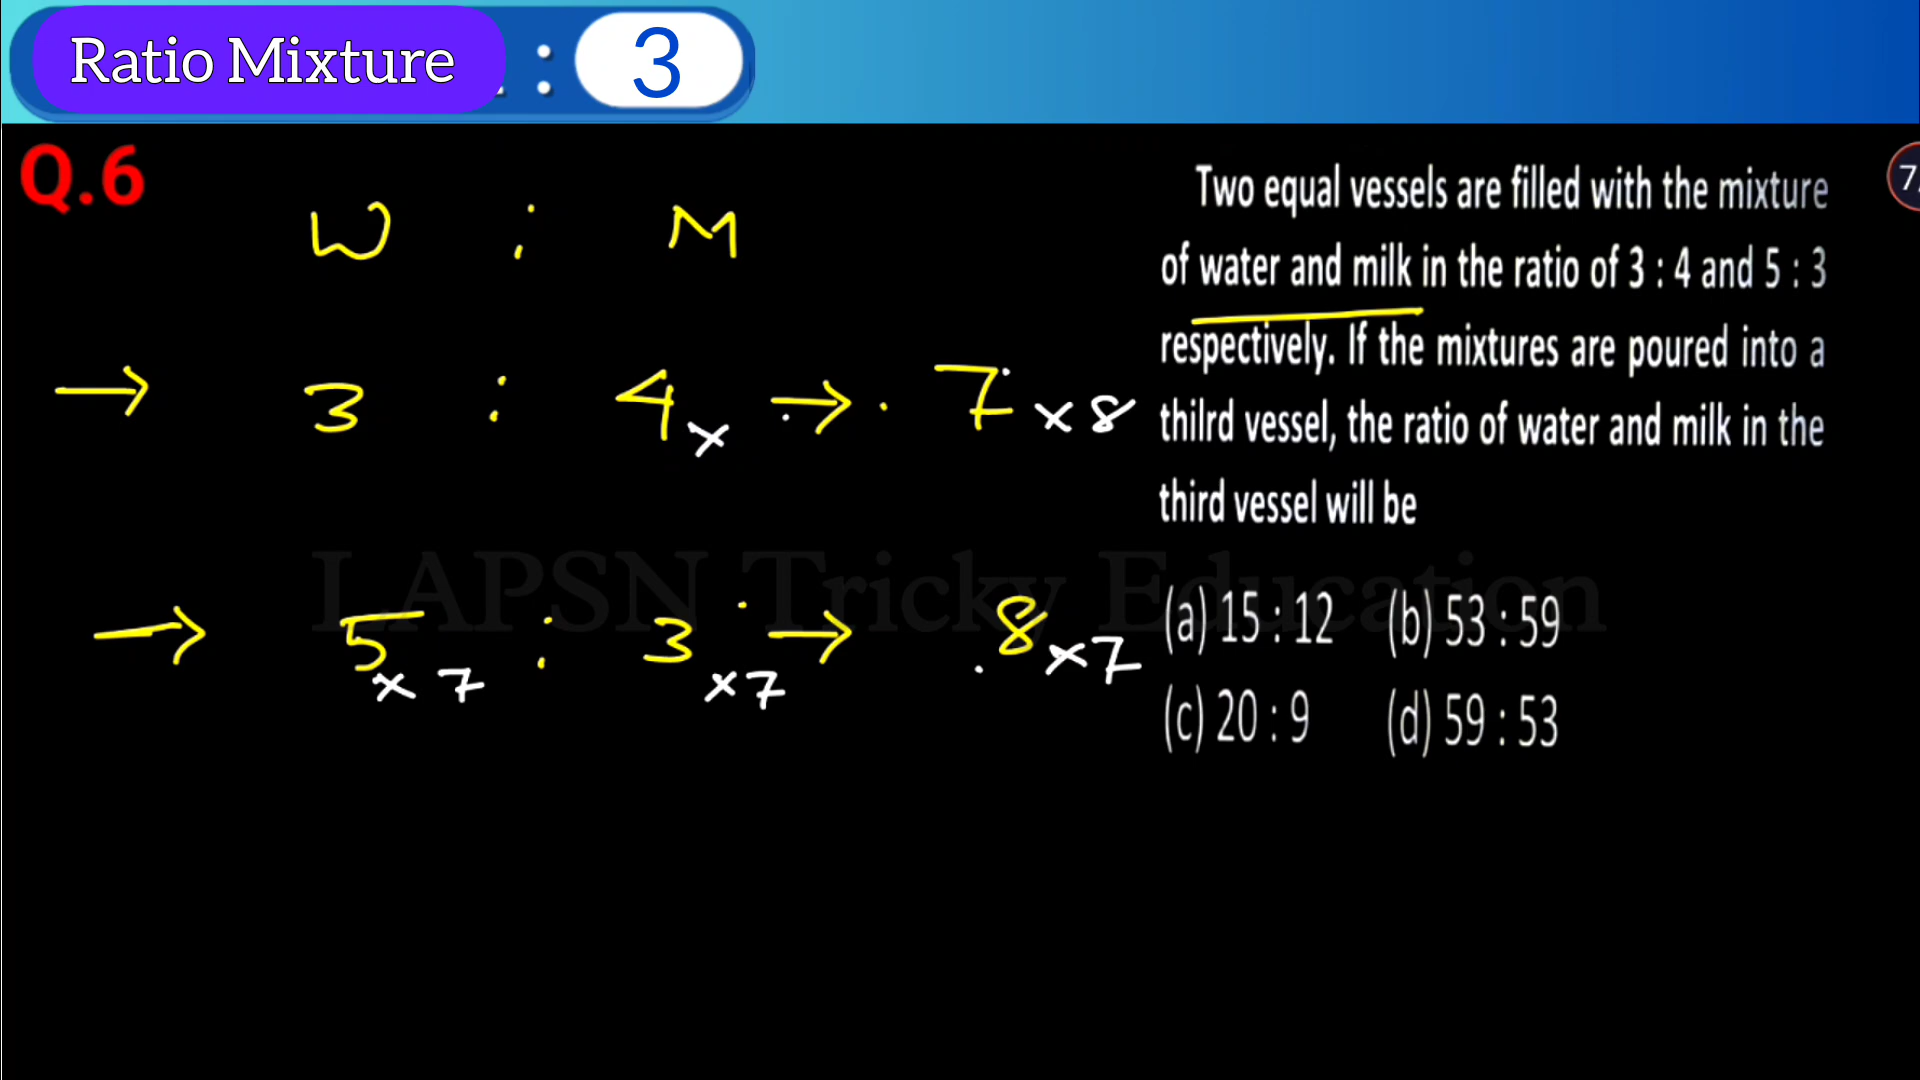 Ratio Mixture : 3
Q.6
W : M
→ 3 : 4 x → 7 x 8
→ 5 x 7 : 3 x 7 → 8 x 7
Two equal vessels are filled with the mixture
of water and milk in the ratio of 3 : 4 and 5 : 3
respectively. If the mixtures are poured into a
thilrd vessel, the ratio of water and milk in the
third vessel will be
(a) 15 : 12 (b) 53 : 59
(c) 20 : 9 (d) 59 : 53
LAPSN Tricky Education